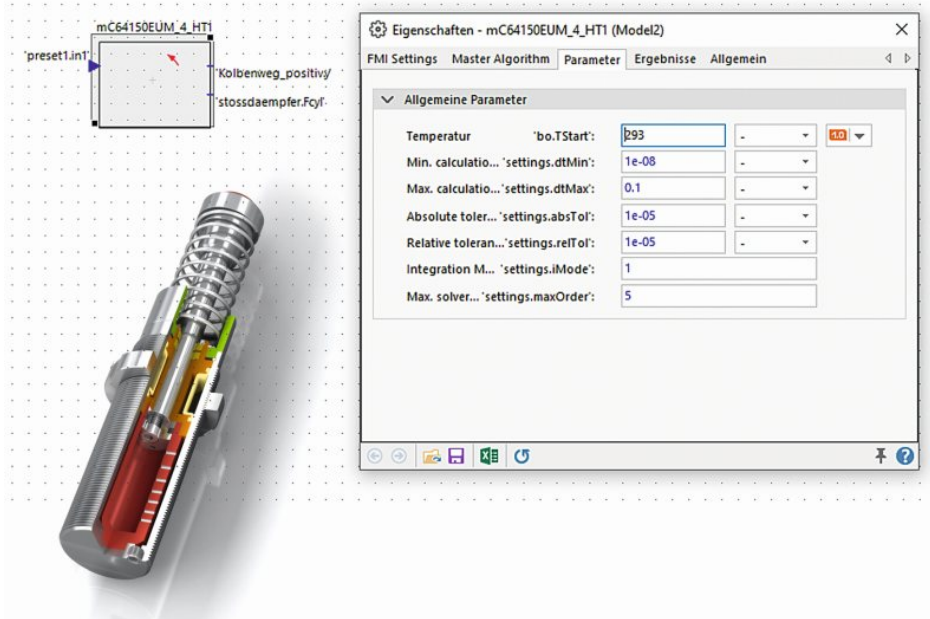 mC64150EUM_4_HT1
'preset1.in1'
'Kolbenweg_positiv'
'stossdaempfer.Fcyl'
Eigenschaften - mC64150EUM_4_HT1 (Model2)
FMI Settings Master Algorithm Parameter Ergebnisse Allgemein
Allgemeine Parameter
Temperatur 'bo.TStart': 293 - 1.0
Min. calculatio... 'settings.dtMin': 1e-08 -
Max. calculatio...'settings.dtMax': 0.1 -
Absolute toler... 'settings.absTol': 1e-05 -
Relative toleran...'settings.relTol': 1e-05 -
Integration M... 'settings.iMode': 1
Max. solver... 'settings.maxOrder': 5